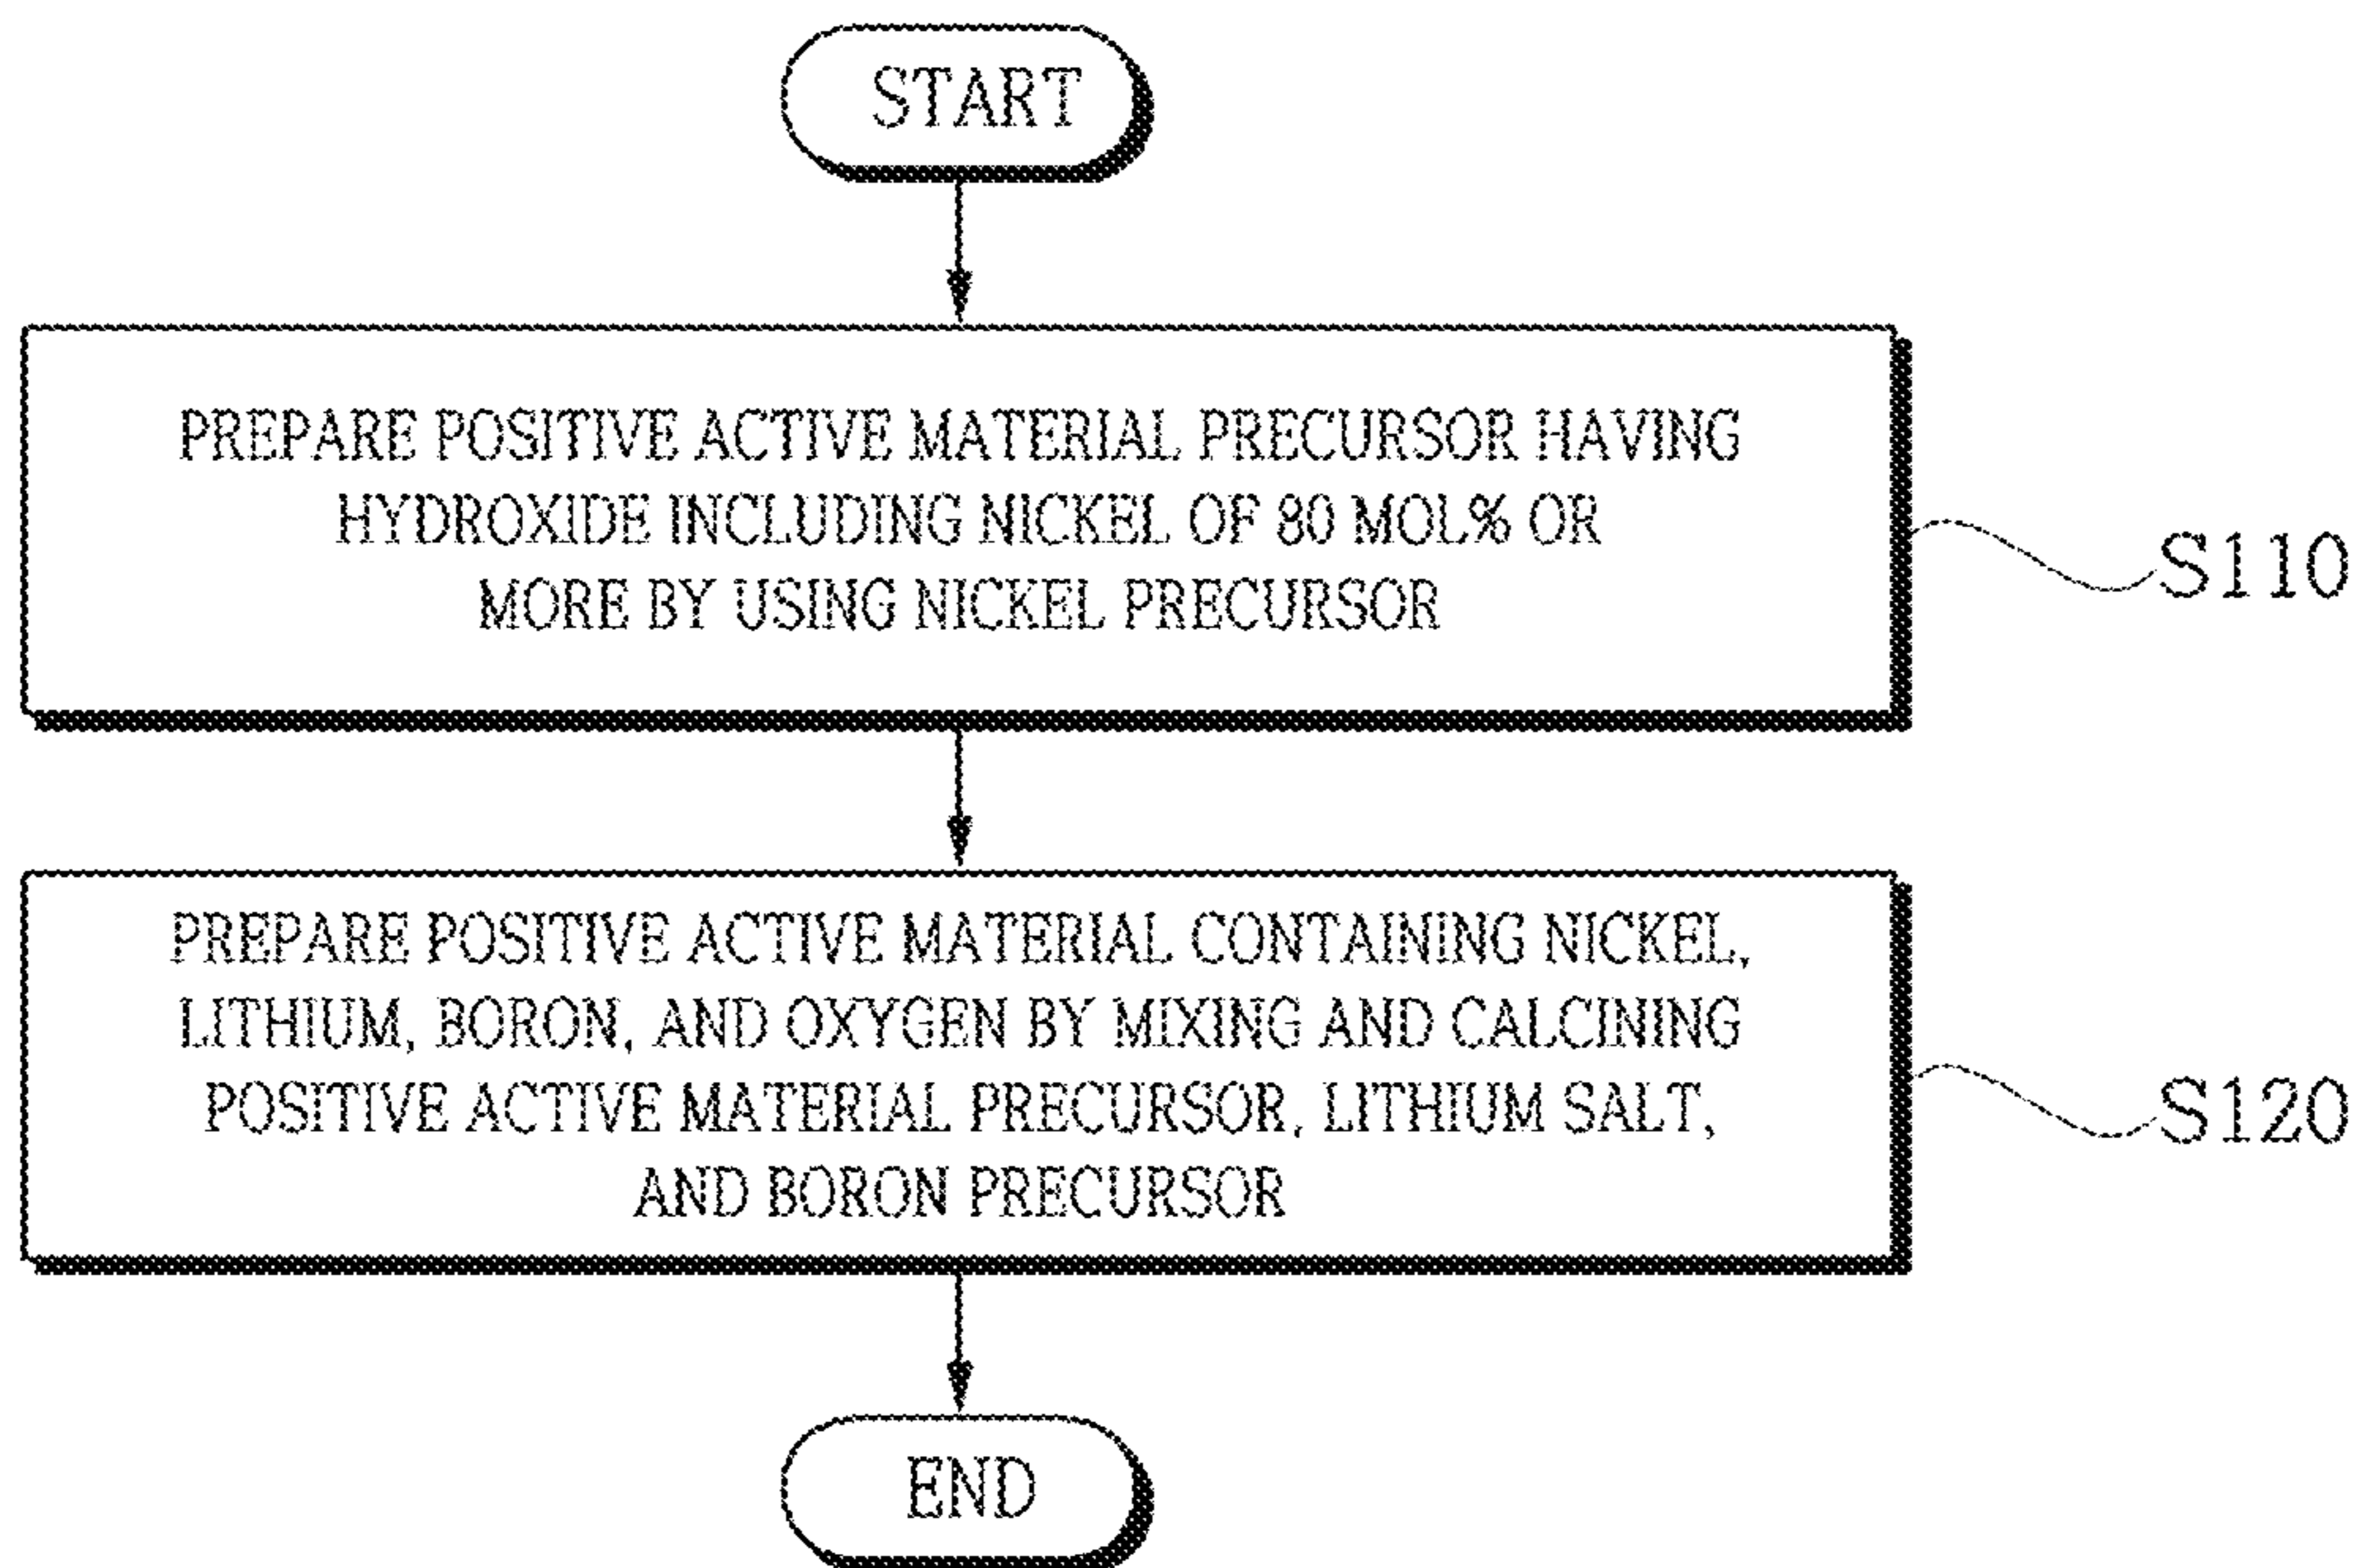 START
PREPARE POSITIVE ACTIVE MATERIAL PRECURSOR HAVING
HYDROXIDE INCLUDING NICKEL OF 80 MOL% OR
MORE BY USING NICKEL PRECURSOR
S110
PREPARE POSITIVE ACTIVE MATERIAL CONTAINING NICKEL,
LITHIUM, BORON, AND OXYGEN BY MIXING AND CALCINING
POSITIVE ACTIVE MATERIAL PRECURSOR, LITHIUM SALT,
AND BORON PRECURSOR
S120
END